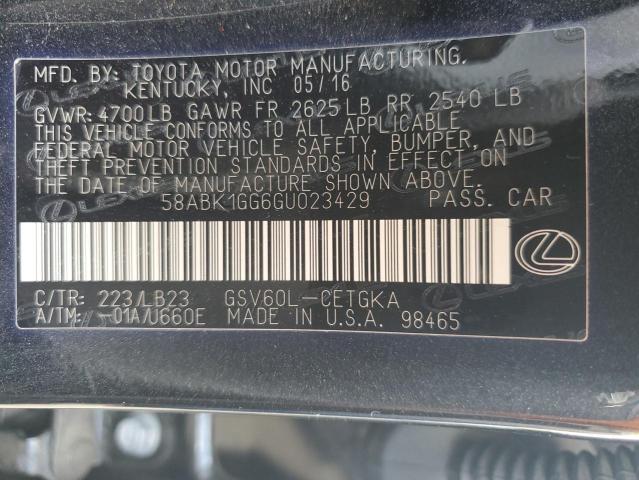 MFD. BY: TOYOTA MOTOR MANUFACTURING.
KENTUCKY, INC 05/16
GVWR: 4700LB GAWR FR 2625LB RR 2540 LB
THIS VEHICLE CONFORMS TO ALL APPLICABLE
FEDERAL MOTOR VEHICLE SAFETY, BUMPER, AND
THEFT PREVENTION STANDARDS IN EFFECT ON
THE DATE OF MANUFACTURE SHOWN ABOVE.
58ABK1GG6GU023429 PASS. CAR
C/TR: 223/LB23 GSV60L-CETGKA
A/TM: -01A/U660E MADE IN U.S.A. 98465